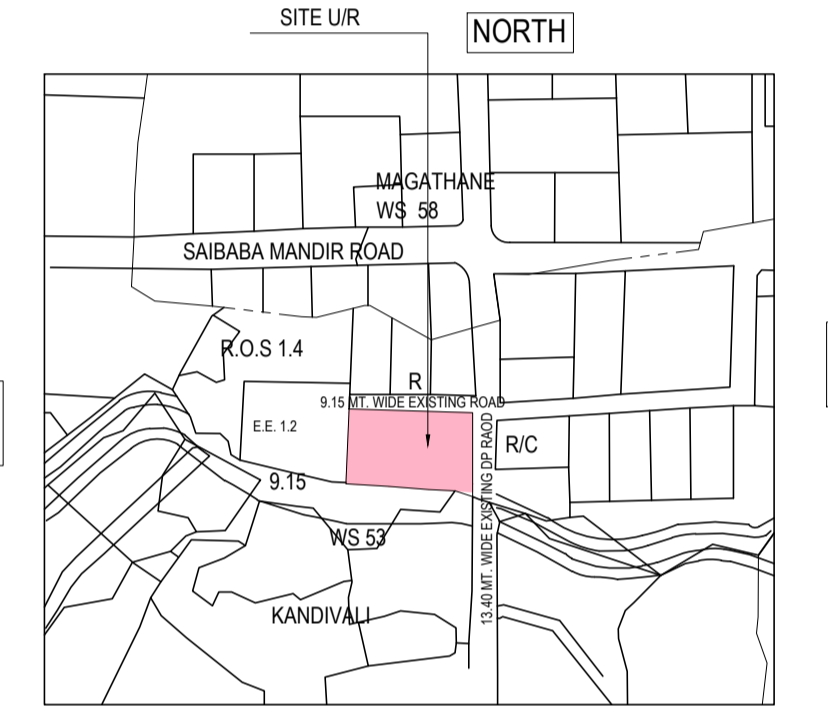 SITE U/R
NORTH
MAGATHANE
WS 58
SAIBABA MANDIR ROAD
R.O.S 1.4
R
9.15 MT. WIDE EXISTING ROAD
E.E. 1.2
R/C
9.15
13.40 MT. WIDE EXISTING DP RAOD
WS 53
KANDIVALI